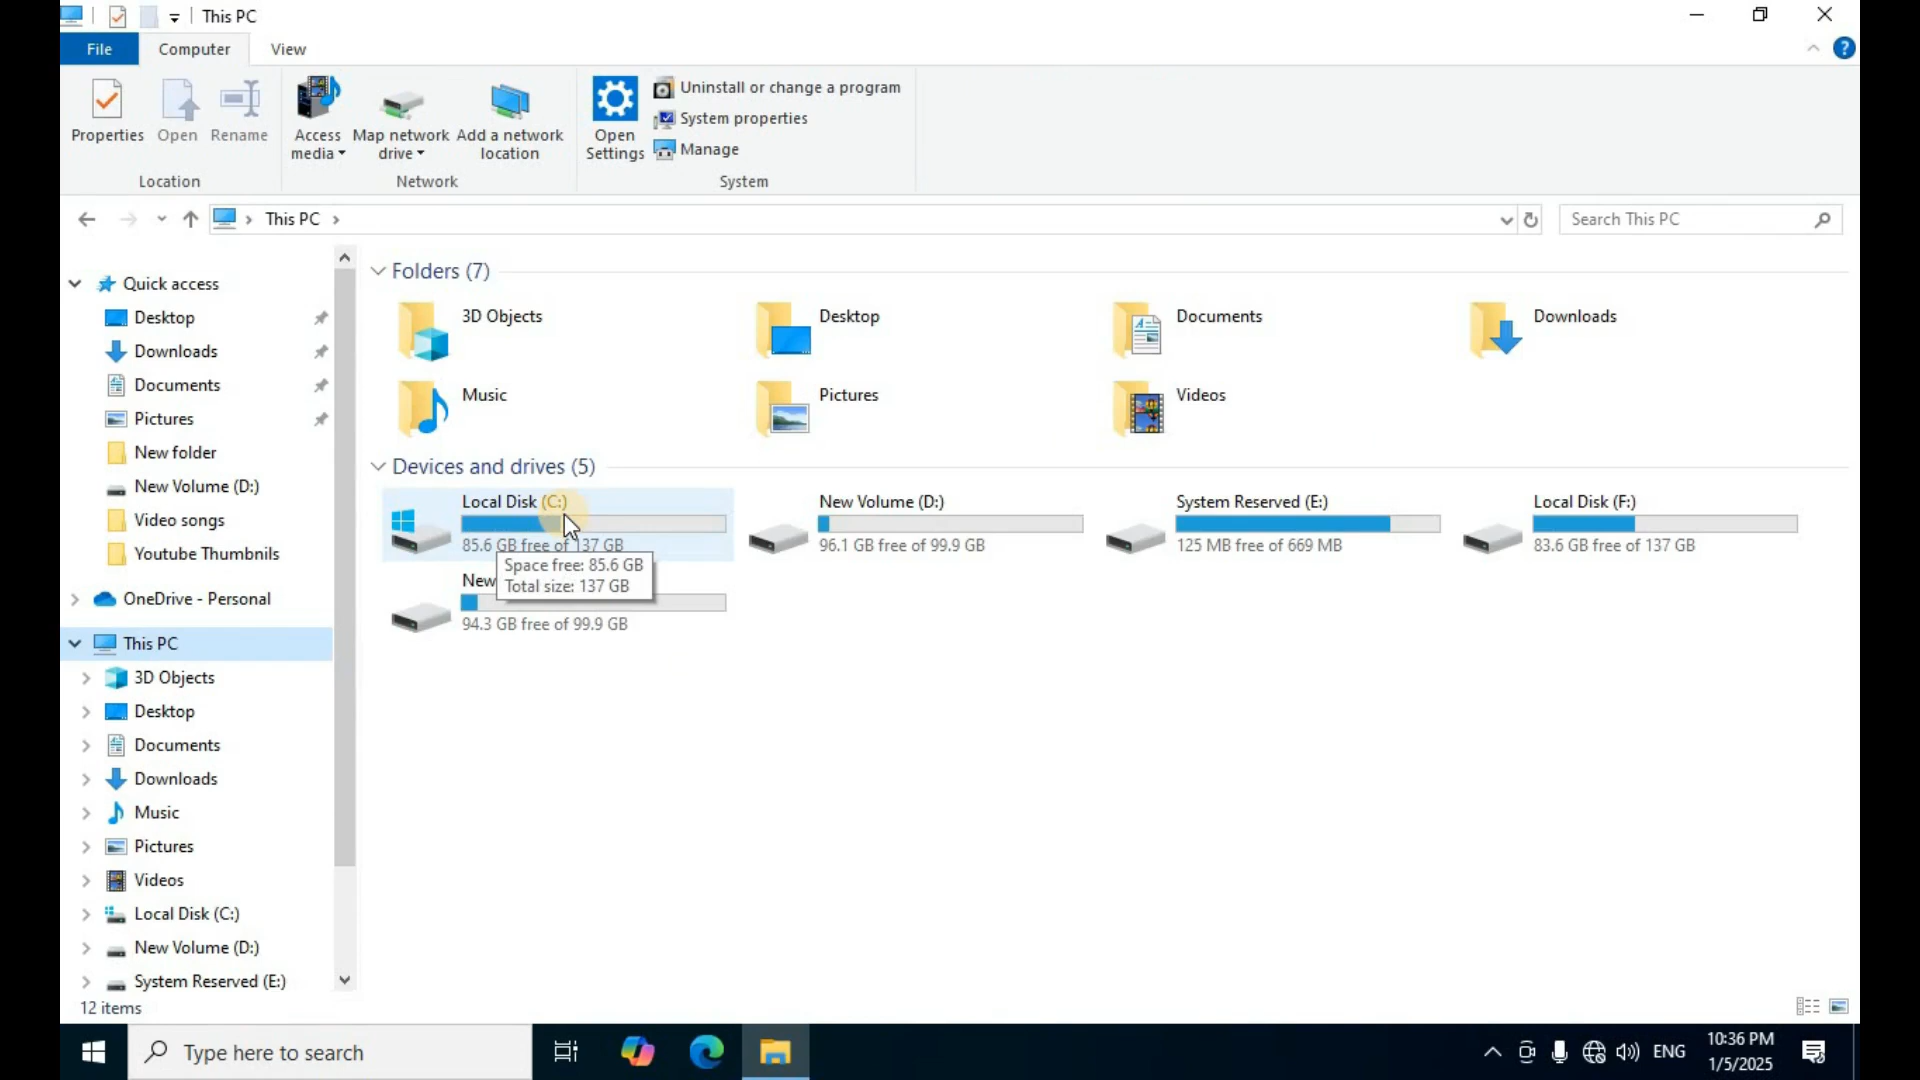 This PC
File
Computer
View
?
Properties
Open
Rename
Access media
Map network drive
Add a network location
Open Settings
Uninstall or change a program
System properties
Manage
Location
Network
System
This PC
Search This PC
Quick access
Desktop
Downloads
Documents
Pictures
New folder
New Volume (D:)
Video songs
Youtube Thumbnils
OneDrive - Personal
This PC
3D Objects
Desktop
Documents
Downloads
Music
Pictures
Videos
Local Disk (C:)
New Volume (D:)
System Reserved (E:)
Folders (7)
3D Objects
Desktop
Documents
Downloads
Music
Pictures
Videos
Devices and drives (5)
Local Disk (C:)
85.6 GB free of 137 GB
New Volume (D:)
96.1 GB free of 99.9 GB
System Reserved (E:)
125 MB free of 669 MB
Local Disk (F:)
83.6 GB free of 137 GB
Space free: 85.6 GB
Total size: 137 GB
New
94.3 GB free of 99.9 GB
12 items
Type here to search
ENG
10:36 PM
1/5/2025